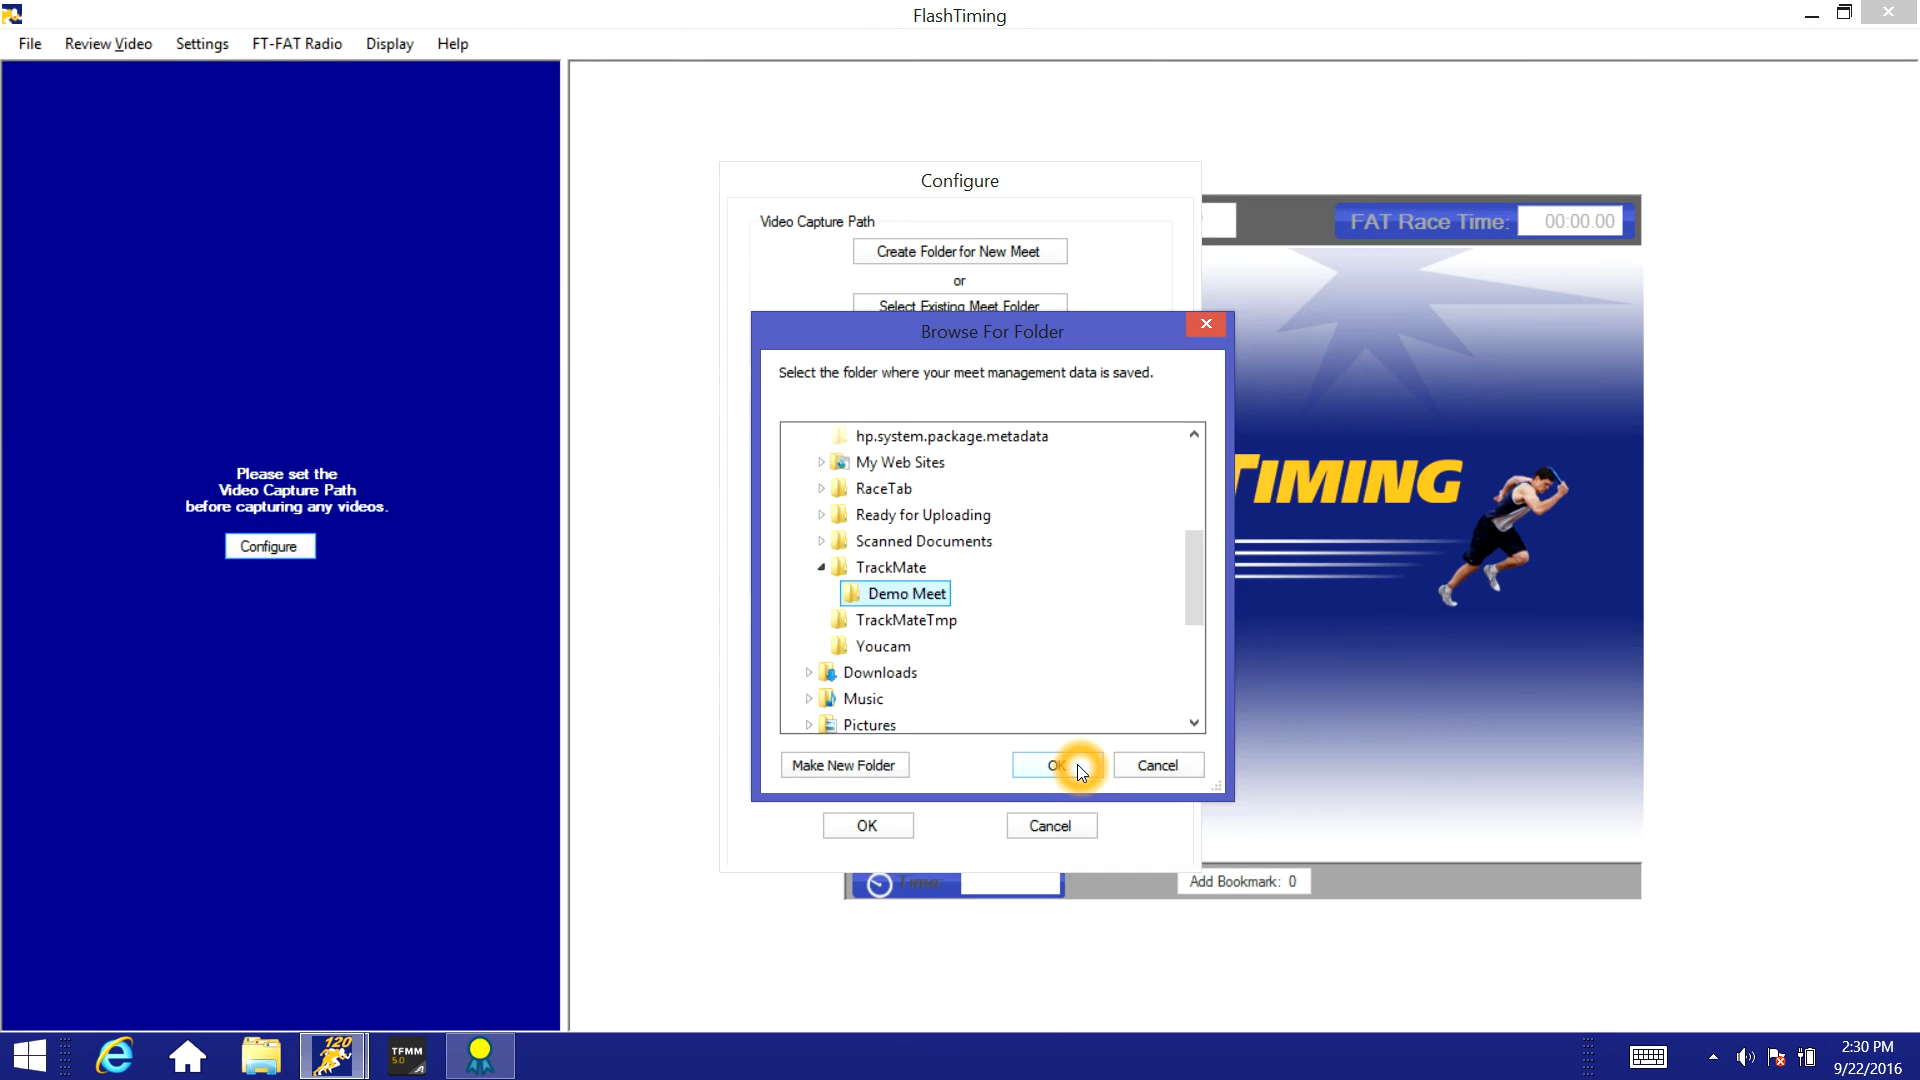 FlashTiming
File Review Video Settings FT-FAT Radio Display Help
Configure
Video Capture Path
Create Folder for New Meet
or
Select Existing Meet Folder
FAT Race Time: 00:00.00
Browse For Folder
Select the folder where your meet management data is saved.
hp.system.package.metadata
My Web Sites
RaceTab
Ready for Uploading
Scanned Documents
TrackMate
Demo Meet
TrackMateTmp
Youcam
Downloads
Music
Pictures
Make New Folder OK Cancel
OK Cancel
TIMING
Please set the
Video Capture Path
before capturing any videos.
Configure
Time:
Add Bookmark: 0
120
TFMM
5.0
2:30 PM
9/22/2016